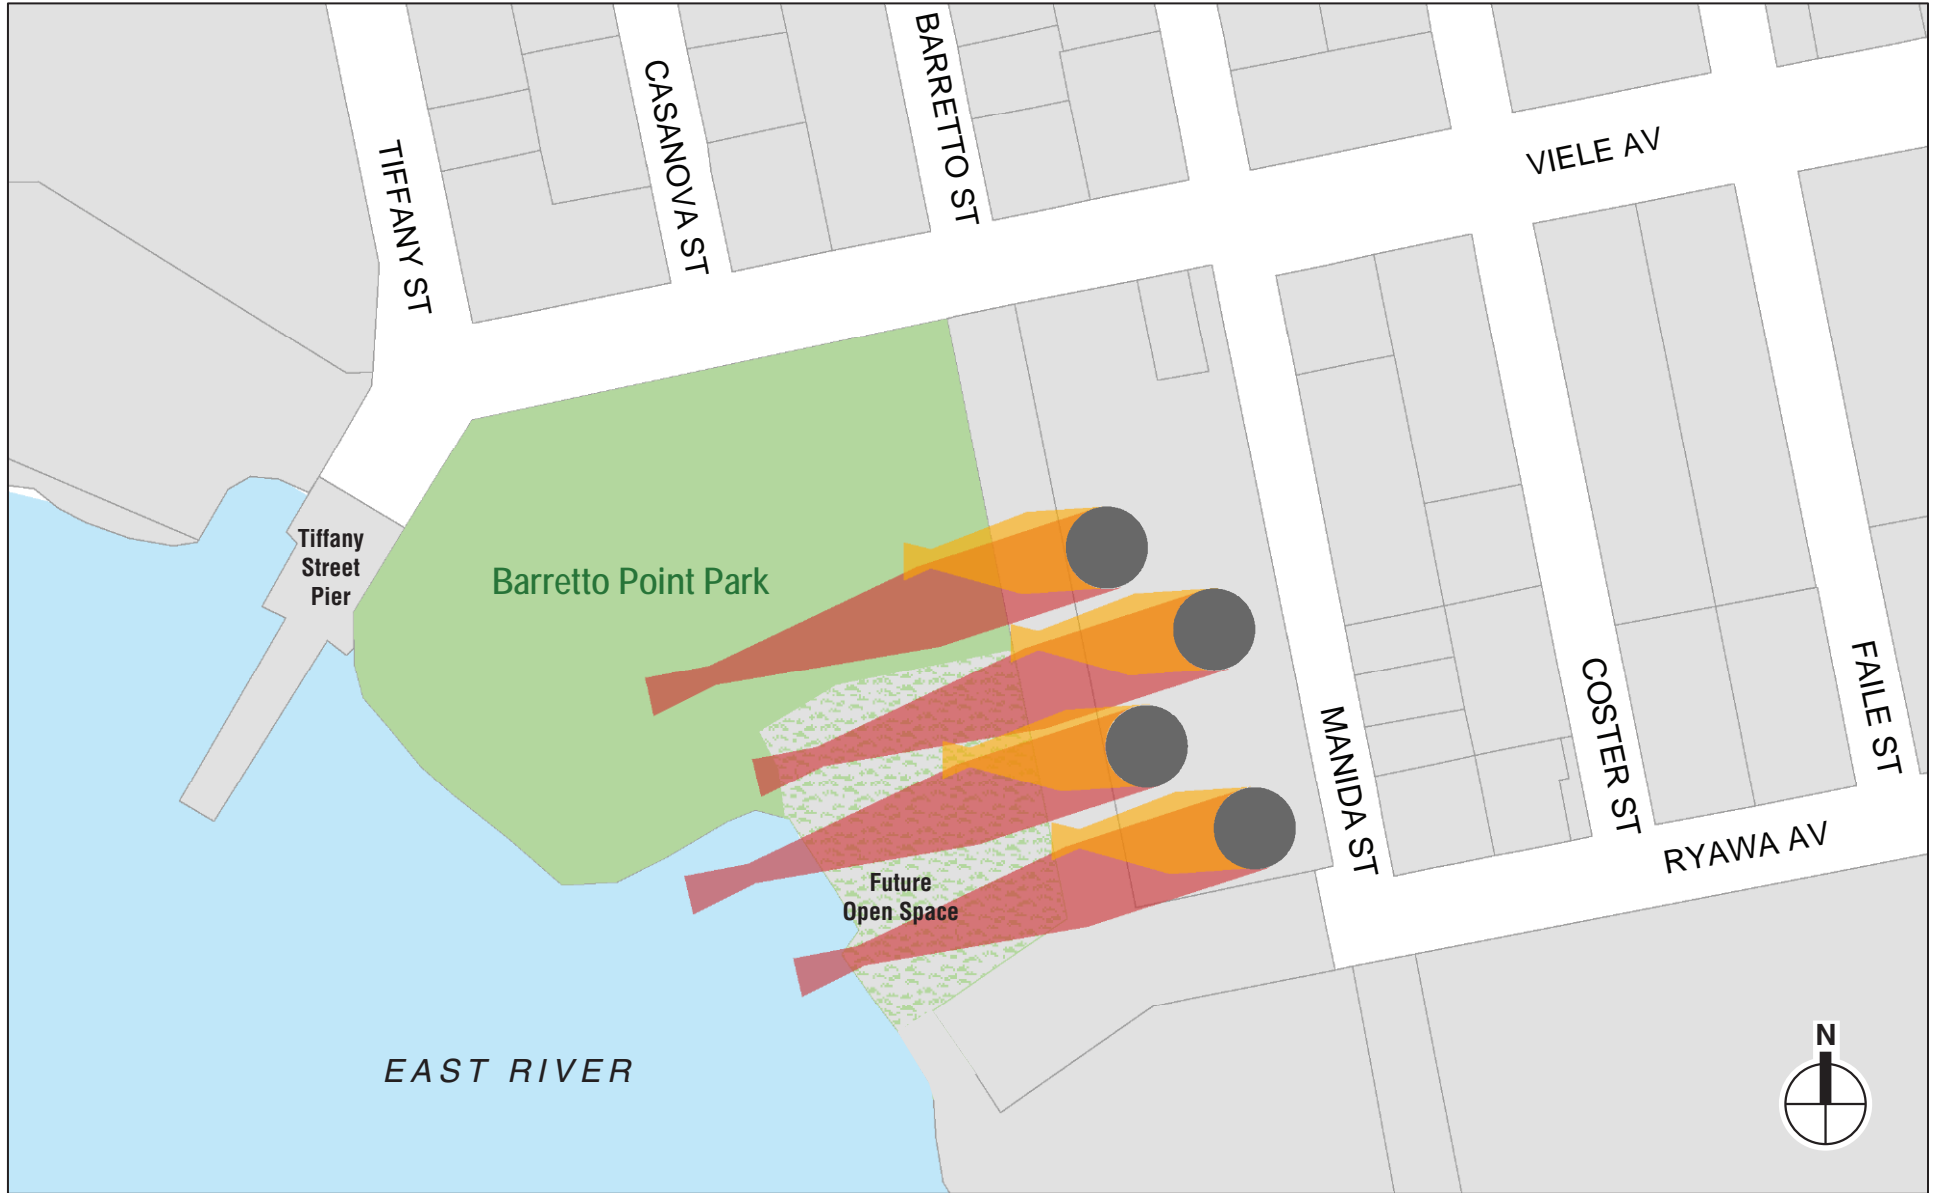 BARRETTO ST
CASANOVA ST
TIFFANY ST
VIELE AV
Tiffany
Street
Pier
Barretto Point Park
MANIDA ST
COSTER ST
FAILE ST
RYAWA AV
Future
Open Space
EAST RIVER
N